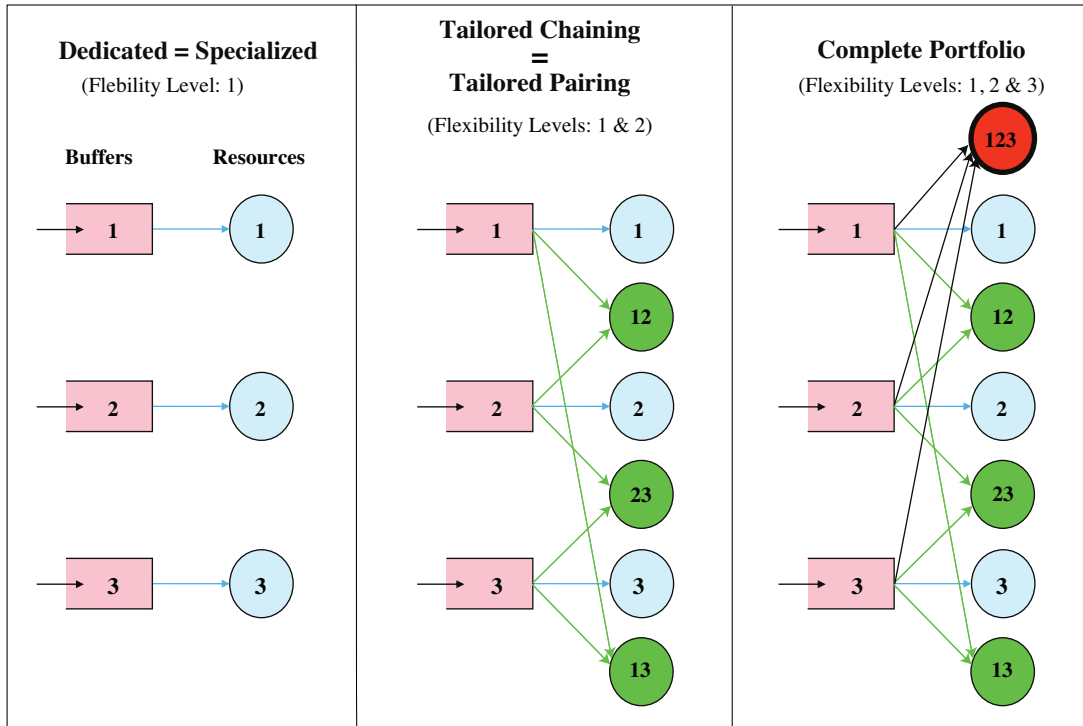 Dedicated = Specialized
(Flebility Level: 1)
Buffers
Resources
1
1
2
2
3
3
Tailored Chaining
=
Tailored Pairing
(Flexibility Levels: 1 & 2)
1
1
12
2
2
23
3
3
13
Complete Portfolio
(Flexibility Levels: 1, 2 & 3)
123
1
1
12
2
2
23
3
3
13